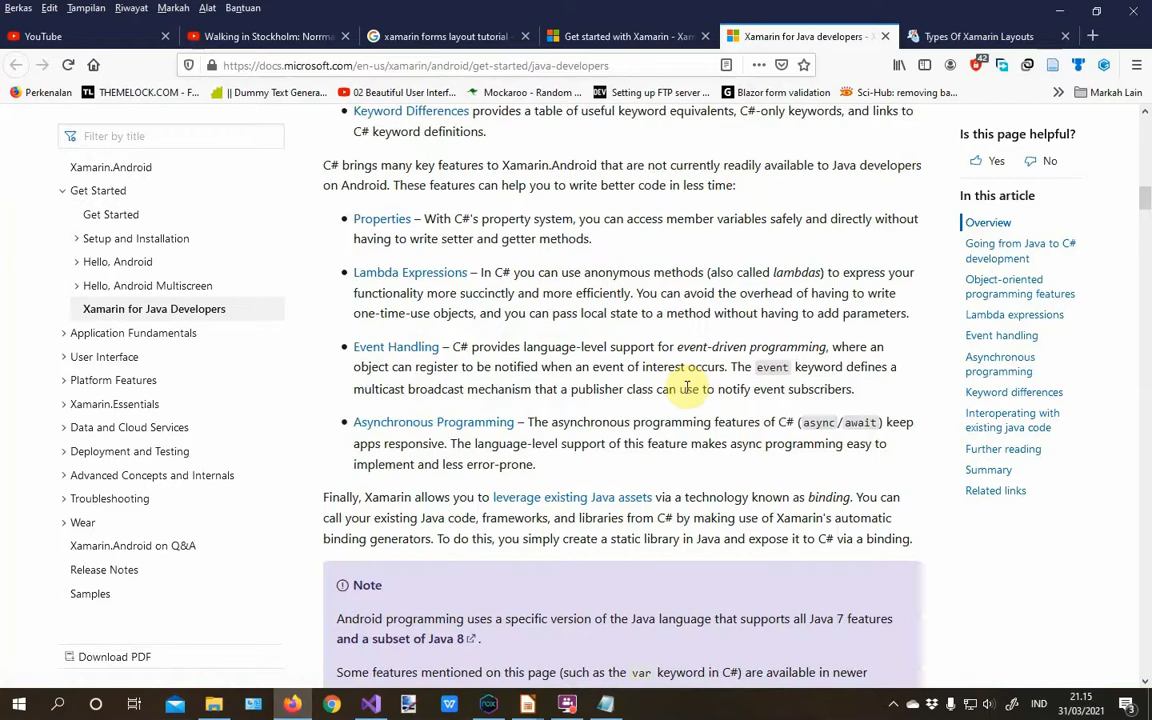 Berkas Edit Tampilan Riwayat Markah Alat Bantuan
YouTube
Walking in Stockholm: Norrma
xamarin forms layout tutorial -
Get started with Xamarin - Xam
Xamarin for Java developers -
Types Of Xamarin Layouts
https://docs.microsoft.com/en-us/xamarin/android/get-started/java-developers
42
Perkenalan
THEMELOCK.COM - F...
|| Dummy Text Genera...
02 Beautiful User Interf...
Mockaroo - Random ...
Setting up FTP server ...
Blazor form validation
Sci-Hub: removing ba...
Markah Lain
Filter by title
Xamarin.Android
Get Started
Get Started
Setup and Installation
Hello, Android
Hello, Android Multiscreen
Xamarin for Java Developers
Application Fundamentals
User Interface
Platform Features
Data and Cloud Services
Deployment and Testing
Advanced Concepts and Internals
Troubleshooting
Wear
Xamarin.Android on Q&A
Release Notes
Samples
Download PDF
Keyword Differences provides a table of useful keyword equivalents, C#-only keywords, and links to
C# keyword definitions.
C# brings many key features to Xamarin.Android that are not currently readily available to Java developers
on Android. These features can help you to write better code in less time:
Properties – With C#'s property system, you can access member variables safely and directly without
having to write setter and getter methods.
Lambda Expressions – In C# you can use anonymous methods (also called lambdas) to express your
functionality more succinctly and more efficiently. You can avoid the overhead of having to write
one-time-use objects, and you can pass local state to a method without having to add parameters.
Event Handling – C# provides language-level support for event-driven programming, where an
object can register to be notified when an event of interest occurs. The event keyword defines a
multicast broadcast mechanism that a publisher class can use to notify event subscribers.
Asynchronous Programming – The asynchronous programming features of C# (async/await) keep
apps responsive. The language-level support of this feature makes async programming easy to
implement and less error-prone.
Finally, Xamarin allows you to leverage existing Java assets via a technology known as binding. You can
call your existing Java code, frameworks, and libraries from C# by making use of Xamarin's automatic
binding generators. To do this, you simply create a static library in Java and expose it to C# via a binding.
Note
Android programming uses a specific version of the Java language that supports all Java 7 features
and a subset of Java 8 .
Some features mentioned on this page (such as the var keyword in C#) are available in newer
Is this page helpful?
Yes No
In this article
Overview
Going from Java to C#
development
Object-oriented
programming features
Lambda expressions
Event handling
Asynchronous
programming
Keyword differences
Interoperating with
existing Java code
Further reading
Summary
Related links
IND
21.15
31/03/2021
3